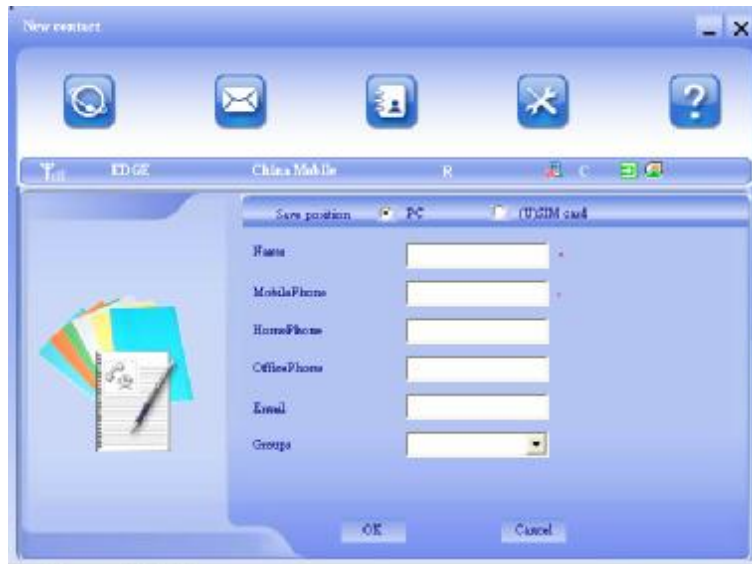 New contact
EDGE China Mobile R C
Save position PC (U)SIM card
Name *
MobilePhone *
HomePhone
OfficePhone
Email
Groups
OK Cancel